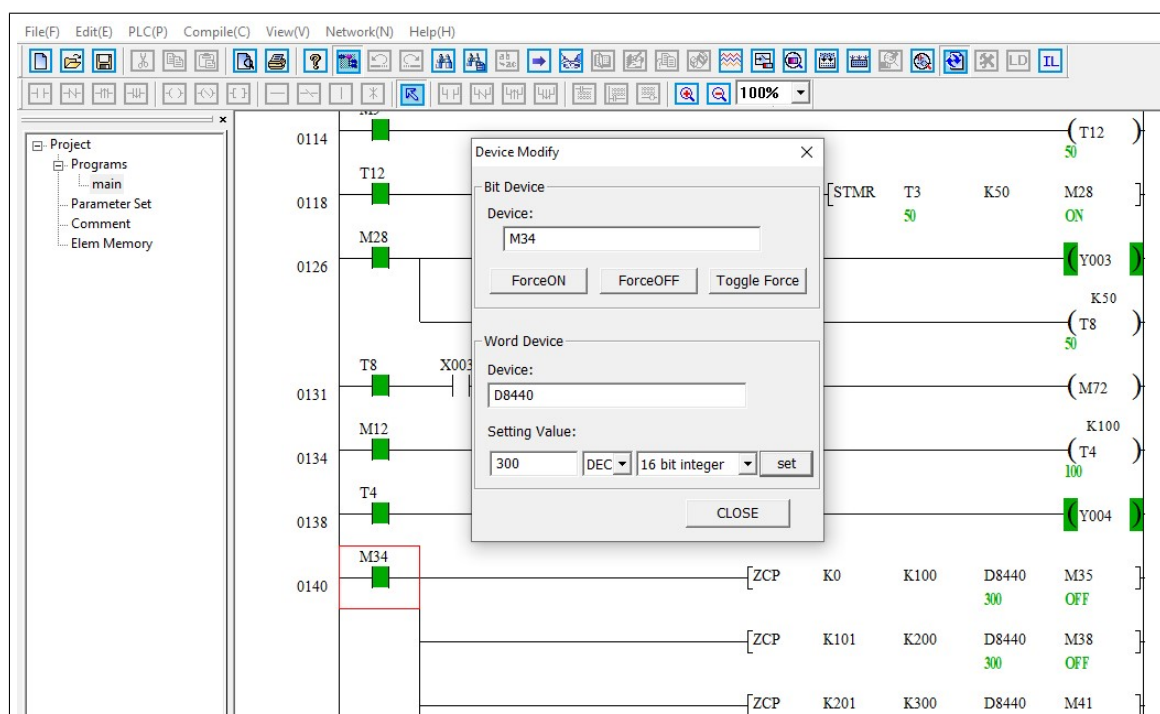 File(F) Edit(E) PLC(P) Compile(C) View(V) Network(N) Help(H)
LD IL
100%
Project
Programs
main
Parameter Set
Comment
Elem Memory
0114
T12
50
T12
0118
STMR T3 K50 M28
50 ON
M28
0126
Y003
K50
T8
50
T8 X003
0131
M72
M12
K100
0134
T4
100
T4
0138
Y004
M34
0140
ZCP K0 K100 D8440 M35
300 OFF
ZCP K101 K200 D8440 M38
300 OFF
ZCP K201 K300 D8440 M41
Device Modify
Bit Device
Device:
M34
ForceON ForceOFF Toggle Force
Word Device
Device:
D8440
Setting Value:
300 DEC 16 bit integer set
CLOSE